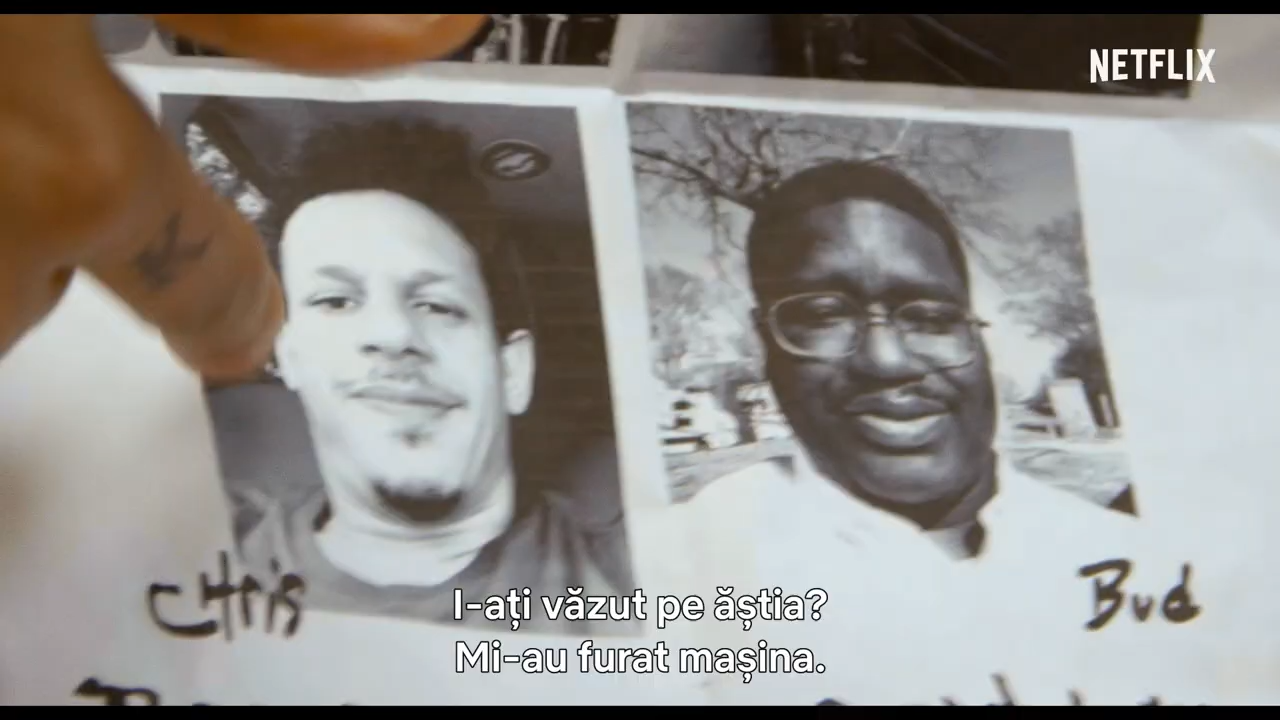 NETFLIX
Chris
Bud
I-ați văzut pe ăștia?
Mi-au furat mașina.